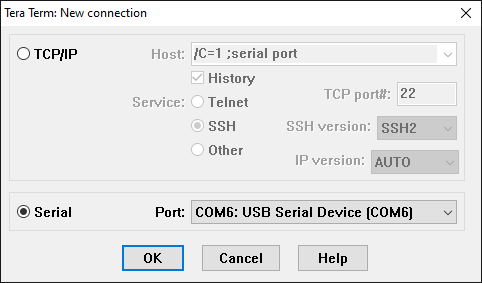 Tera Term: New connection
TCP/IP
Host: /C=1 ;serial port
History
Service: Telnet
TCP port#: 22
SSH
SSH version: SSH2
Other
IP version: AUTO
Serial
Port: COM6: USB Serial Device (COM6)
OK Cancel Help